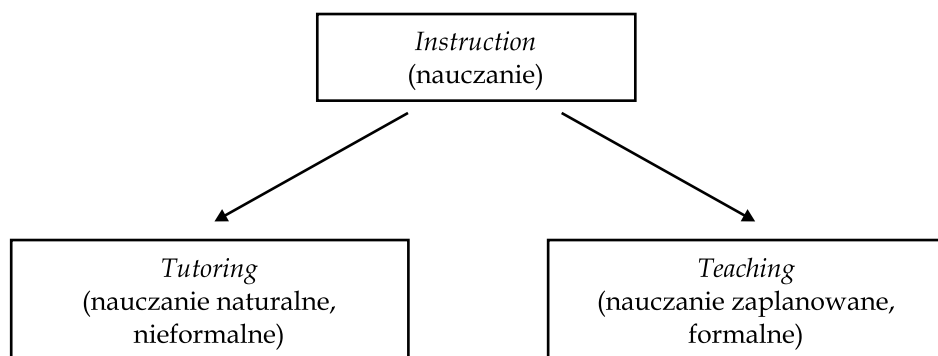 Instruction
(nauczanie)
Tutoring
(nauczanie naturalne,
nieformalne)
Teaching
(nauczanie zaplanowane,
formalne)